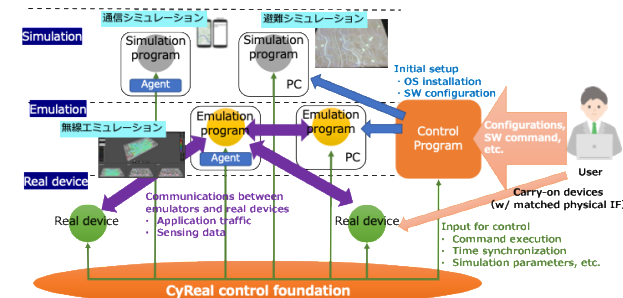 通信シミュレーション
避難シミュレーション
Simulation
Simulation
program
Agent
Simulation
program
PC
Initial setup
・ OS installation
・ SW configuration
Emulation
無線エミュレーション
Emulation
program
Agent
Emulation
program
PC
Control
Program
Configurations,
SW command,
etc.
User
Real device
Carry-on devices
(w/ matched physical IF)
Real device
Communications between
emulators and real devices
・ Application traffic
・ Sensing data
Real device
Input for control
・ Command execution
・ Time synchronization
・ Simulation parameters, etc.
CyReal control foundation